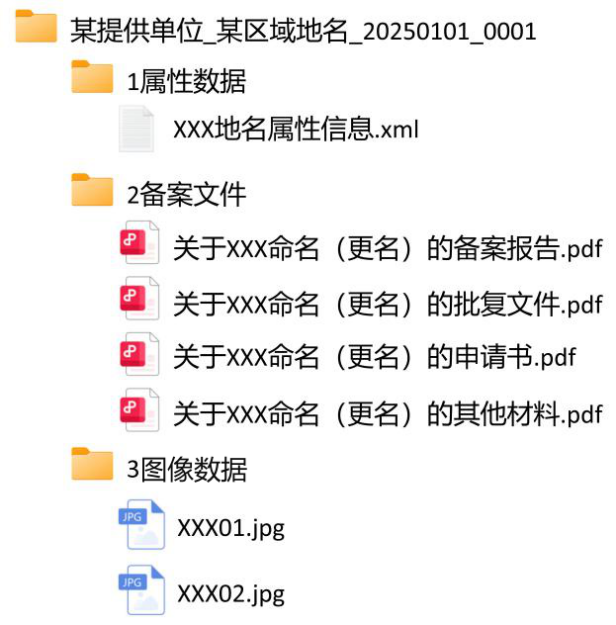 某提供单位_某区域地名_20250101_0001
1属性数据
XXX地名属性信息.xml
2备案文件
关于XXX命名（更名）的备案报告.pdf
关于XXX命名（更名）的批复文件.pdf
关于XXX命名（更名）的申请书.pdf
关于XXX命名（更名）的其他材料.pdf
3图像数据
JPG XXX01.jpg
JPG XXX02.jpg